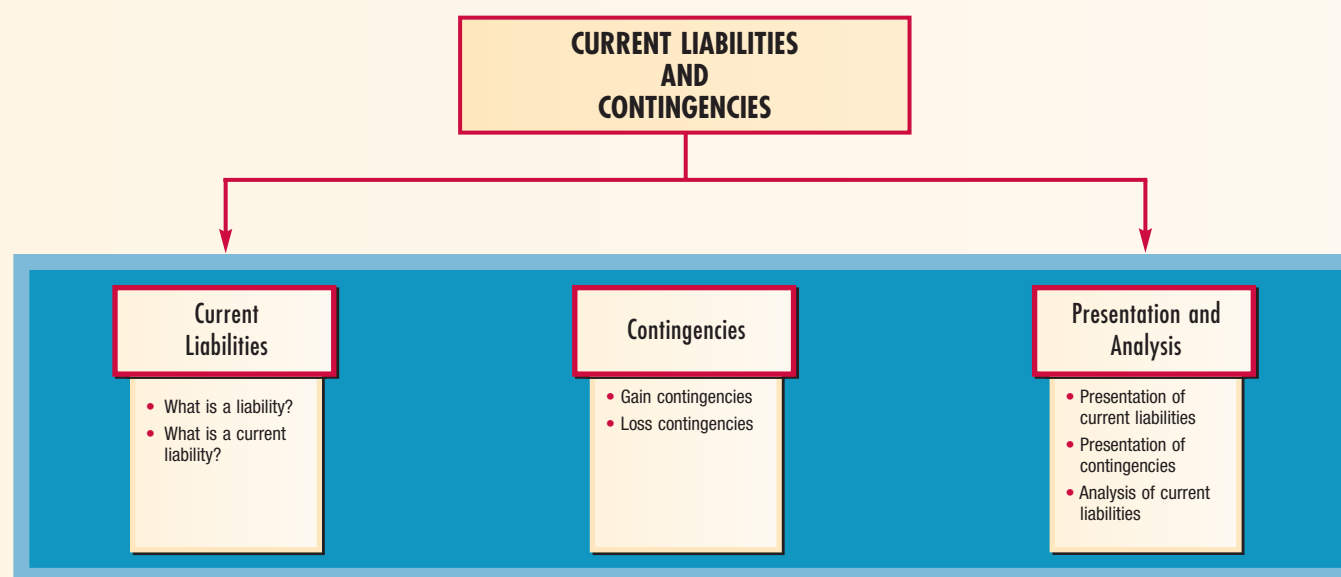 CURRENT LIABILITIES
AND
CONTINGENCIES
Current
Liabilities
• What is a liability?
• What is a current
liability?
Contingencies
• Gain contingencies
• Loss contingencies
Presentation and
Analysis
• Presentation of
current liabilities
• Presentation of
contingencies
• Analysis of current
liabilities